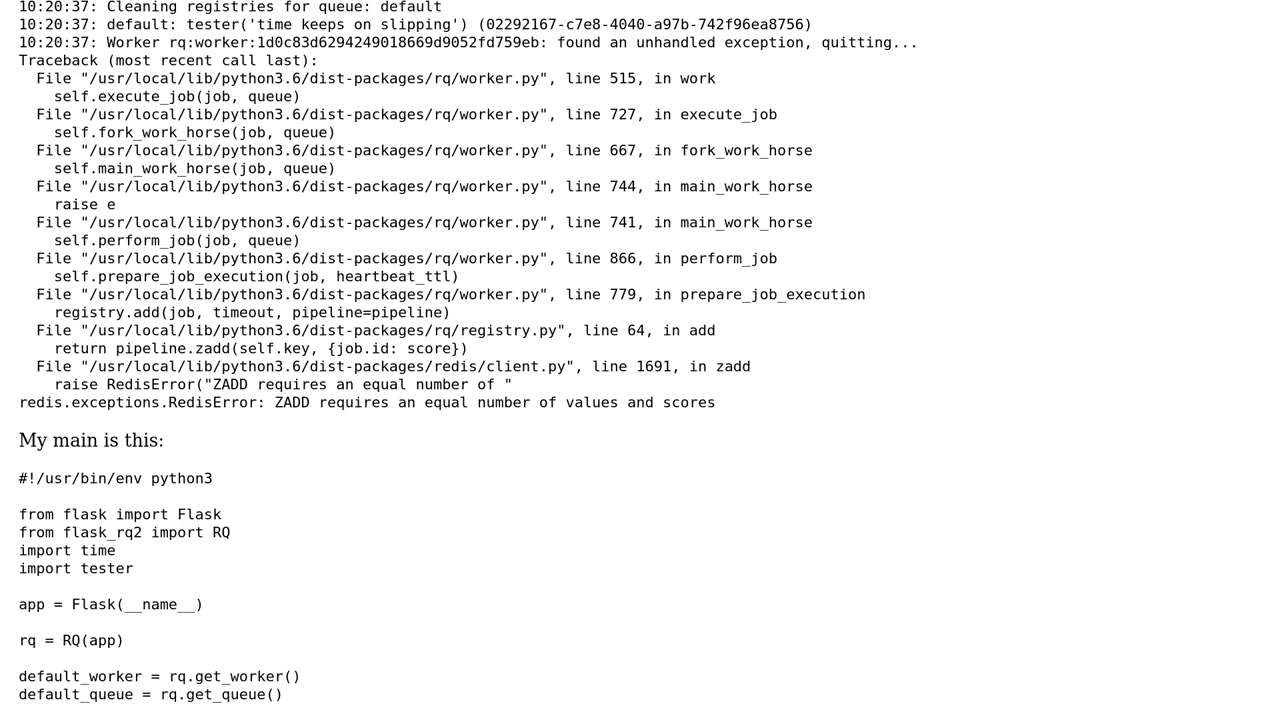 10:20:37: Cleaning registries for queue: default
10:20:37: default: tester('time keeps on slipping') (02292167-c7e8-4040-a97b-742f96ea8756)
10:20:37: Worker rq:worker:1d0c83d6294249018669d9052fd759eb: found an unhandled exception, quitting...
Traceback (most recent call last):
  File "/usr/local/lib/python3.6/dist-packages/rq/worker.py", line 515, in work
    self.execute_job(job, queue)
  File "/usr/local/lib/python3.6/dist-packages/rq/worker.py", line 727, in execute_job
    self.fork_work_horse(job, queue)
  File "/usr/local/lib/python3.6/dist-packages/rq/worker.py", line 667, in fork_work_horse
    self.main_work_horse(job, queue)
  File "/usr/local/lib/python3.6/dist-packages/rq/worker.py", line 744, in main_work_horse
    raise e
  File "/usr/local/lib/python3.6/dist-packages/rq/worker.py", line 741, in main_work_horse
    self.perform_job(job, queue)
  File "/usr/local/lib/python3.6/dist-packages/rq/worker.py", line 866, in perform_job
    self.prepare_job_execution(job, heartbeat_ttl)
  File "/usr/local/lib/python3.6/dist-packages/rq/worker.py", line 779, in prepare_job_execution
    registry.add(job, timeout, pipeline=pipeline)
  File "/usr/local/lib/python3.6/dist-packages/rq/registry.py", line 64, in add
    return pipeline.zadd(self.key, {job.id: score})
  File "/usr/local/lib/python3.6/dist-packages/redis/client.py", line 1691, in zadd
    raise RedisError("ZADD requires an equal number of "
redis.exceptions.RedisError: ZADD requires an equal number of values and scores
My main is this:
#!/usr/bin/env python3
from flask import Flask
from flask_rq2 import RQ
import time
import tester
app = Flask(__name__)
rq = RQ(app)
default_worker = rq.get_worker()
default_queue = rq.get_queue()